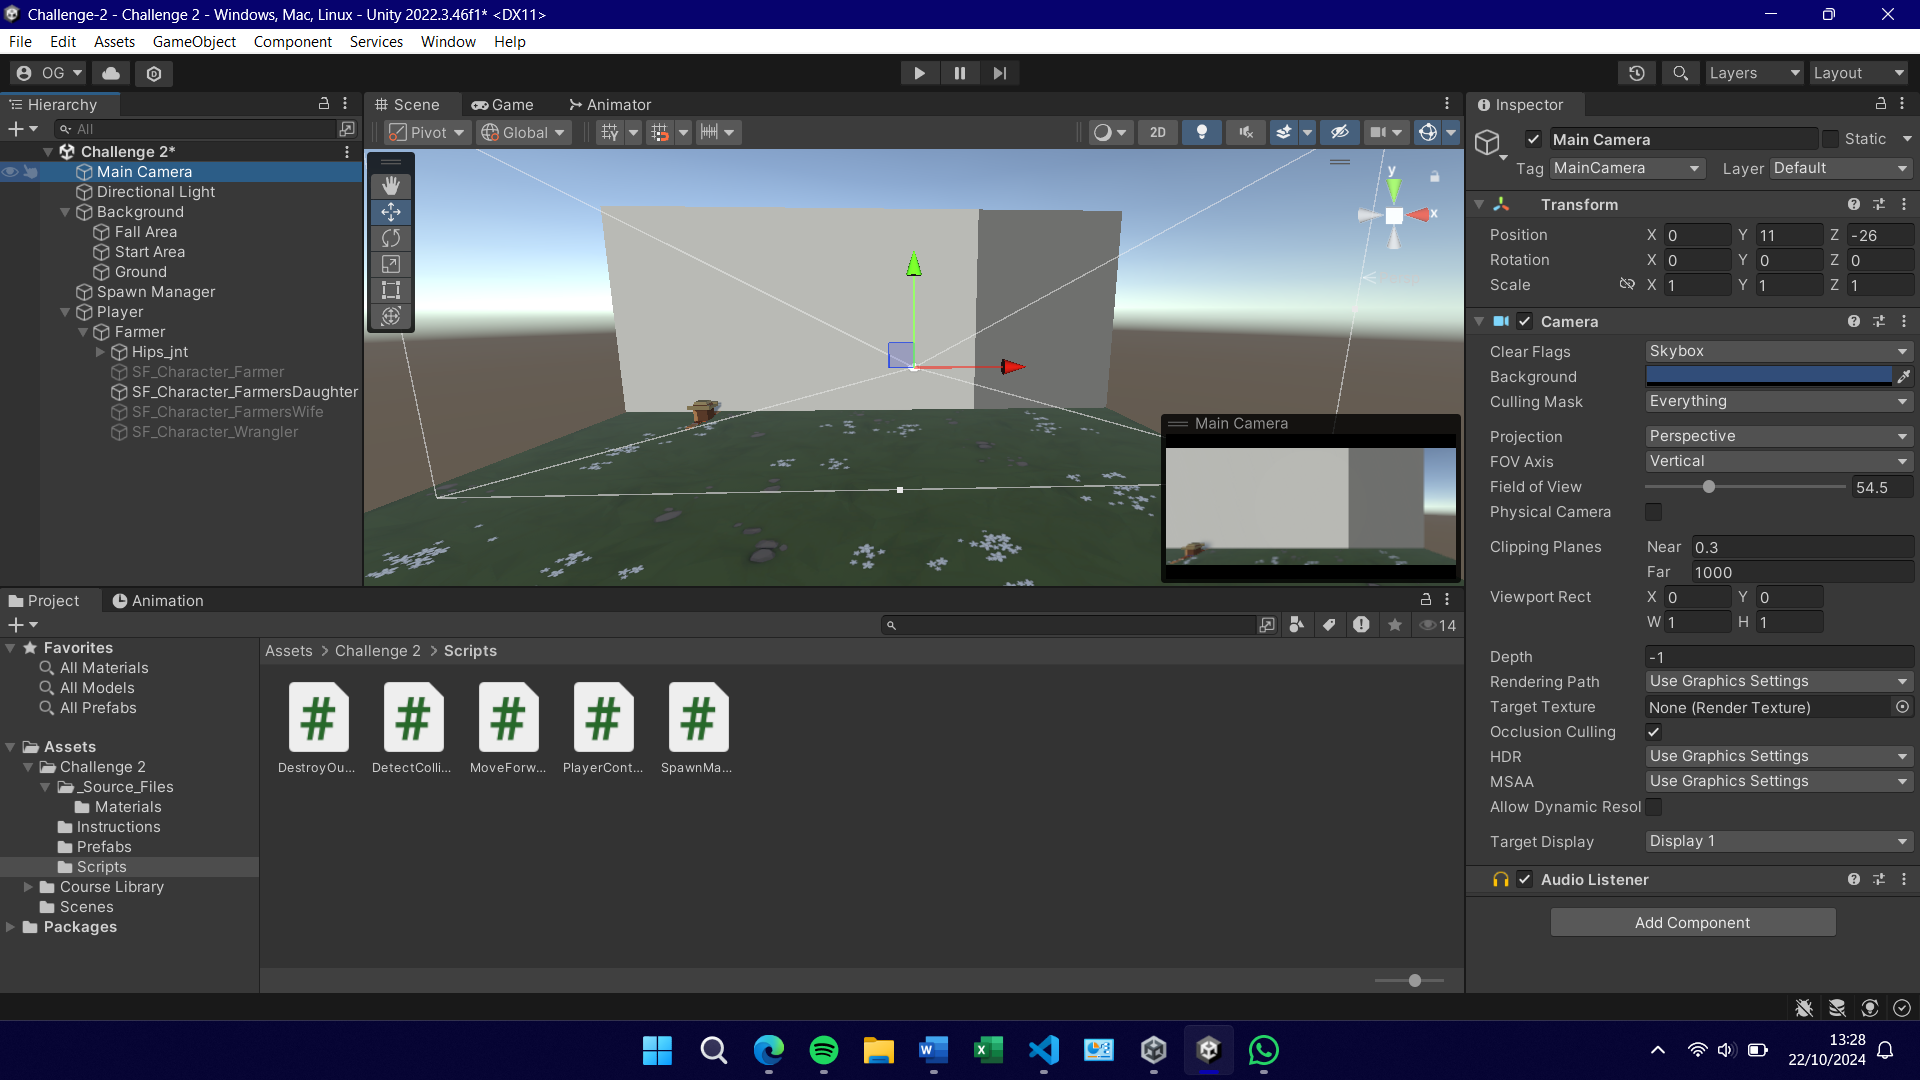 Challenge-2 - Challenge 2 - Windows, Mac, Linux - Unity 2022.3.46f1* <DX11>
File Edit Assets GameObject Component Services Window Help
OG
Layers Layout
Hierarchy
All
Challenge 2*
Main Camera
Directional Light
Background
Fall Area
Start Area
Ground
Spawn Manager
Player
Farmer
Hips_jnt
SF_Character_Farmer
SF_Character_FarmersDaughter
SF_Character_FarmersWife
SF_Character_Wrangler
Scene Game Animator
Pivot Global 2D
y
x
Main Camera
Inspector
Main Camera Static
Tag MainCamera Layer Default
Transform
Position X 0 Y 11 Z -26
Rotation X 0 Y 0 Z 0
Scale X 1 Y 1 Z 1
Camera
Clear Flags Skybox
Background
Culling Mask Everything
Projection Perspective
FOV Axis Vertical
Field of View 54.5
Physical Camera
Clipping Planes Near 0.3
Far 1000
Viewport Rect X 0 Y 0
W 1 H 1
Depth -1
Rendering Path Use Graphics Settings
Target Texture None (Render Texture)
Occlusion Culling
HDR Use Graphics Settings
MSAA Use Graphics Settings
Allow Dynamic Resol
Target Display Display 1
Audio Listener
Add Component
Project Animation
14
Favorites
All Materials
All Models
All Prefabs
Assets
Challenge 2
_Source_Files
Materials
Instructions
Prefabs
Scripts
Course Library
Scenes
Packages
Assets > Challenge 2 > Scripts
DestroyOu... DetectColli... MoveForw... PlayerCont... SpawnMa...
13:28
22/10/2024